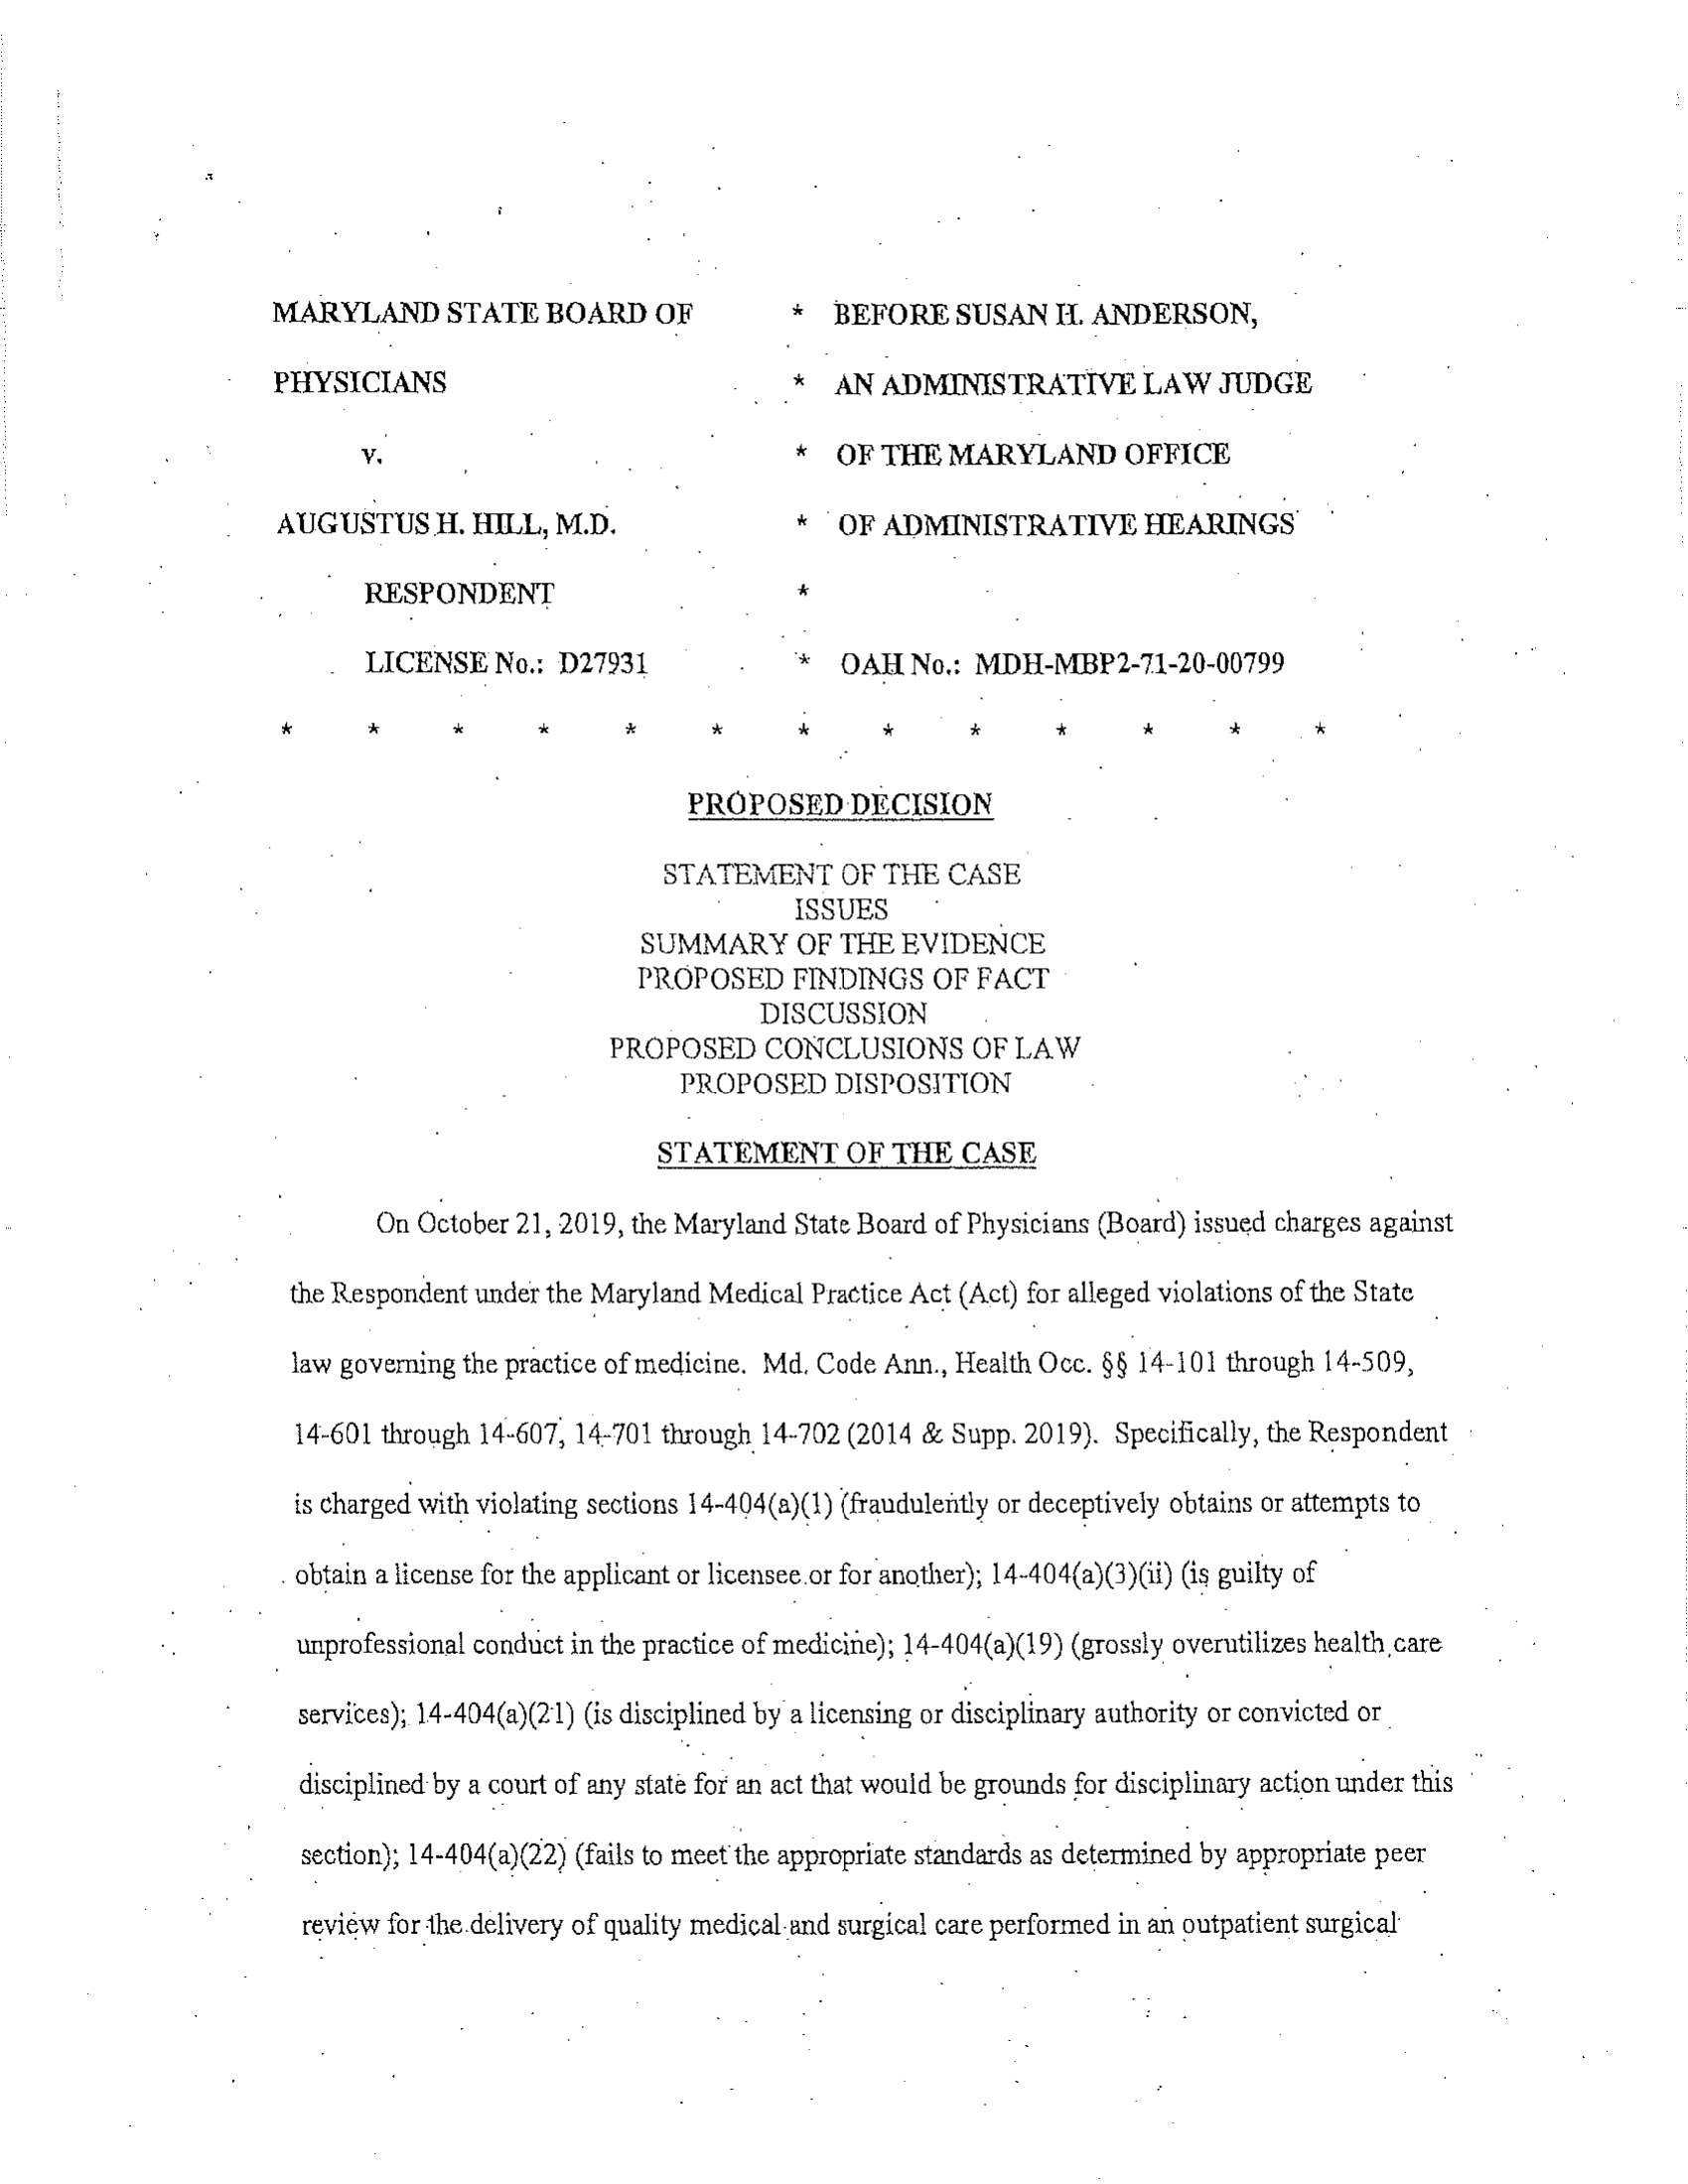 MARYLAND STATE BOARD OF * BEFORE SUSAN H. ANDERSON,
PHYSICIANS * AN ADMINISTRATIVE LAW JUDGE
v. * OF THE MARYLAND OFFICE
AUGUSTUS H. HILL, M.D. * OF ADMINISTRATIVE HEARINGS
RESPONDENT *
LICENSE No.: D27931 * OAH No.: MDH-MBP2-71-20-00799
* * * * * * * * * * * * *
PROPOSED DECISION
STATEMENT OF THE CASE
ISSUES
SUMMARY OF THE EVIDENCE
PROPOSED FINDINGS OF FACT
DISCUSSION
PROPOSED CONCLUSIONS OF LAW
PROPOSED DISPOSITION
STATEMENT OF THE CASE
On October 21, 2019, the Maryland State Board of Physicians (Board) issued charges against
the Respondent under the Maryland Medical Practice Act (Act) for alleged violations of the State
law governing the practice of medicine. Md. Code Ann., Health Occ. §§ 14-101 through 14-509,
14-601 through 14-607, 14-701 through 14-702 (2014 & Supp. 2019). Specifically, the Respondent
is charged with violating sections 14-404(a)(1) (fraudulently or deceptively obtains or attempts to
obtain a license for the applicant or licensee or for another); 14-404(a)(3)(ii) (is guilty of
unprofessional conduct in the practice of medicine); 14-404(a)(19) (grossly overutilizes health care
services); 14-404(a)(21) (is disciplined by a licensing or disciplinary authority or convicted or
disciplined by a court of any state for an act that would be grounds for disciplinary action under this
section); 14-404(a)(22) (fails to meet the appropriate standards as determined by appropriate peer
review for the delivery of quality medical and surgical care performed in an outpatient surgical